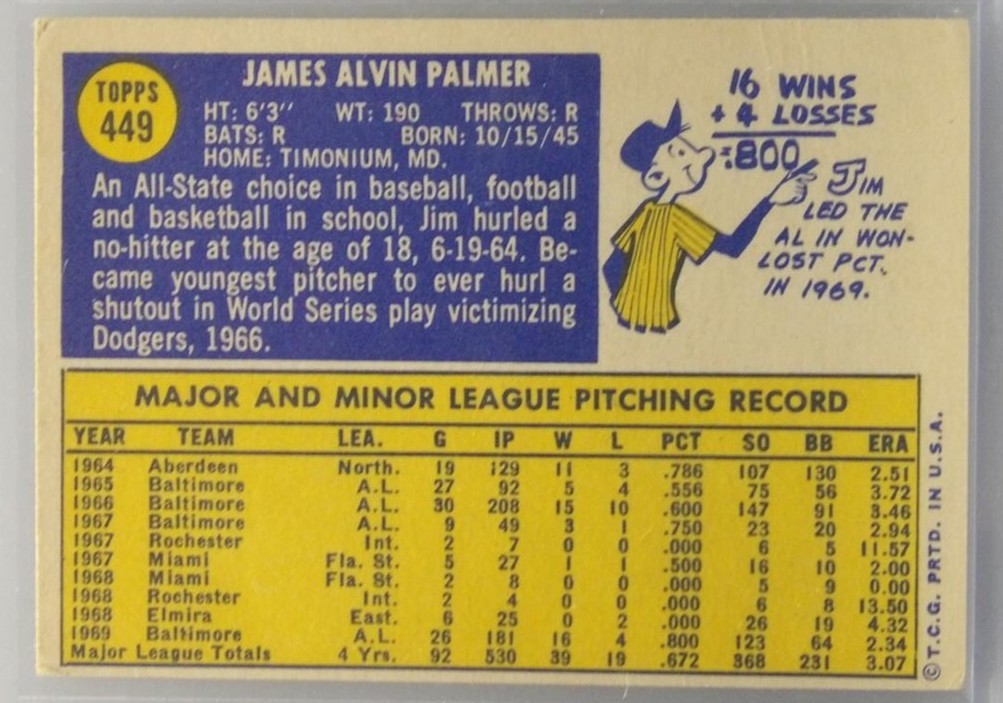 TOPPS
449
JAMES ALVIN PALMER
HT: 6'3'' WT: 190 THROWS: R
BATS: R BORN: 10/15/45
HOME: TIMONIUM, MD.
An All-State choice in baseball, football
and basketball in school, Jim hurled a
no-hitter at the age of 18, 6-19-64. Be-
came youngest pitcher to ever hurl a
shutout in World Series play victimizing
Dodgers, 1966.
16 WINS
+ 4 LOSSES
=.800
JIM
LED THE
AL IN WON-
LOST PCT.
IN 1969.
MAJOR AND MINOR LEAGUE PITCHING RECORD
YEAR TEAM LEA. G IP W L PCT SO BB ERA
1964 Aberdeen North. 19 129 11 3 .786 107 130 2.51
1965 Baltimore A.L. 27 92 5 4 .556 75 56 3.72
1966 Baltimore A.L. 30 208 15 10 .600 147 91 3.46
1967 Baltimore A.L. 9 49 3 1 .750 23 20 2.94
1967 Rochester Int. 2 7 0 0 .000 6 5 11.57
1967 Miami Fla. St. 5 27 1 1 .500 16 10 2.00
1968 Miami Fla. St. 2 8 0 0 .000 5 9 0.00
1968 Rochester Int. 2 4 0 0 .000 6 8 13.50
1968 Elmira East. 6 25 0 2 .000 26 19 4.32
1969 Baltimore A.L. 26 181 16 4 .800 123 64 2.34
Major League Totals 4 Yrs. 92 530 39 19 .672 368 231 3.07
© T.C.G. PRTD. IN U.S.A.